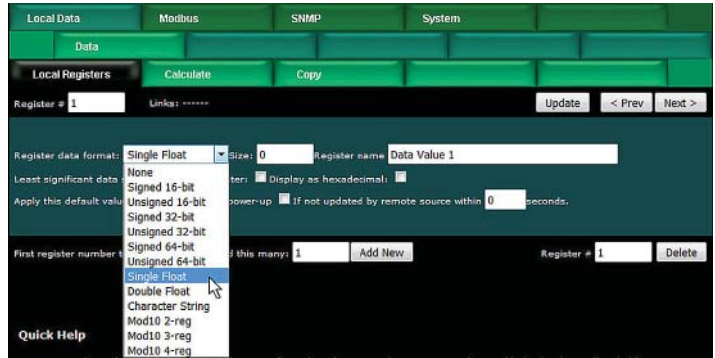 Local Data Modbus SNMP System
Data
Local Registers Calculate Copy
Register # 1 Links: ------ Update < Prev Next >
Register data format: Single Float Size: 0 Register name Data Value 1
None
Least significant data ter: Display as hexadecimal:
Signed 16-bit
Unsigned 16-bit
Apply this default valu power-up If not updated by remote source within 0 seconds.
Signed 32-bit
Unsigned 32-bit
Signed 64-bit
First register number t d this many: 1 Add New Register # 1 Delete
Unsigned 64-bit
Single Float
Double Float
Character String
Mod10 2-reg
Quick Help
Mod10 3-reg
Mod10 4-reg